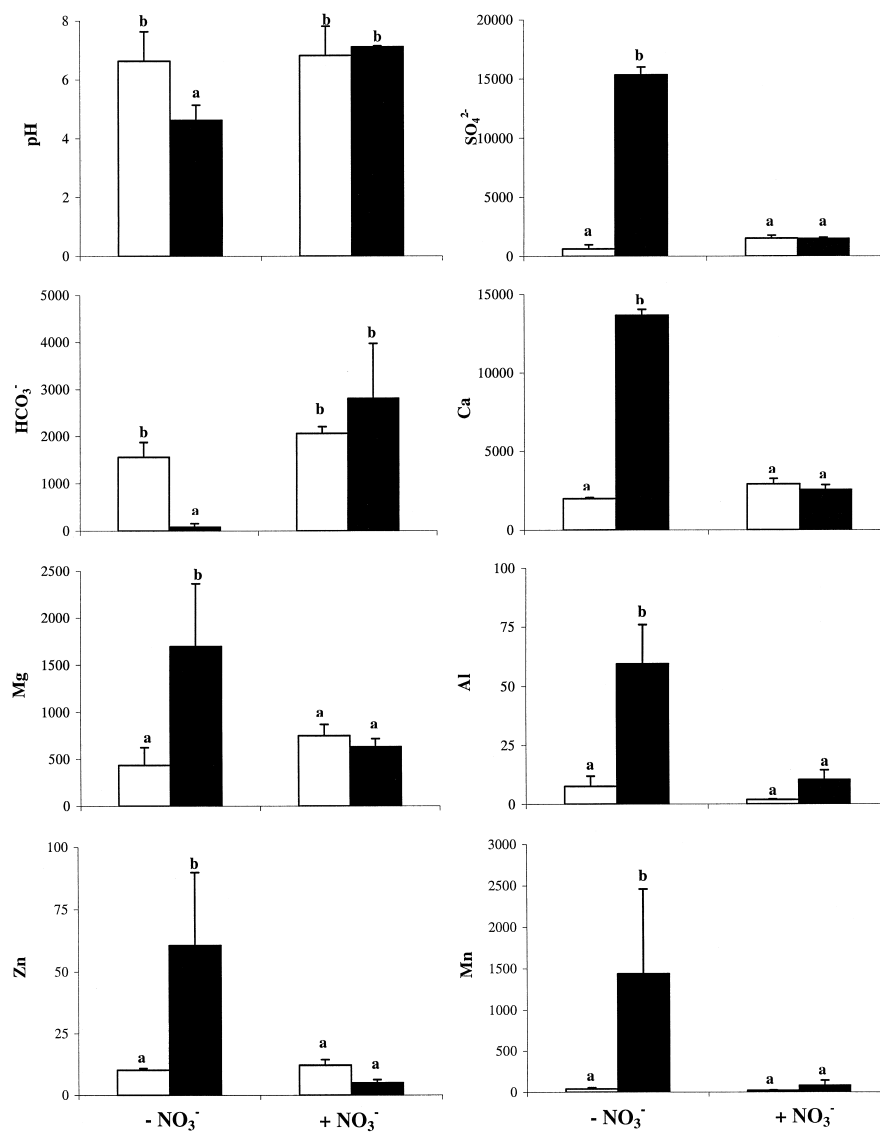 b
b
b
a
8
6
4
2
0
pH
b
a
a
a
20000
15000
10000
5000
0
SO₄²⁻
b
a
b
b
5000
4000
3000
2000
1000
0
HCO₃⁻
b
a
a
a
15000
10000
5000
0
Ca
b
a
a
a
2500
2000
1500
1000
500
0
Mg
b
a
a
a
100
75
50
25
0
Al
b
a
a
a
100
75
50
25
0
Zn
- NO₃⁻ + NO₃⁻
b
a
a
a
3000
2500
2000
1500
1000
500
0
Mn
- NO₃⁻ + NO₃⁻